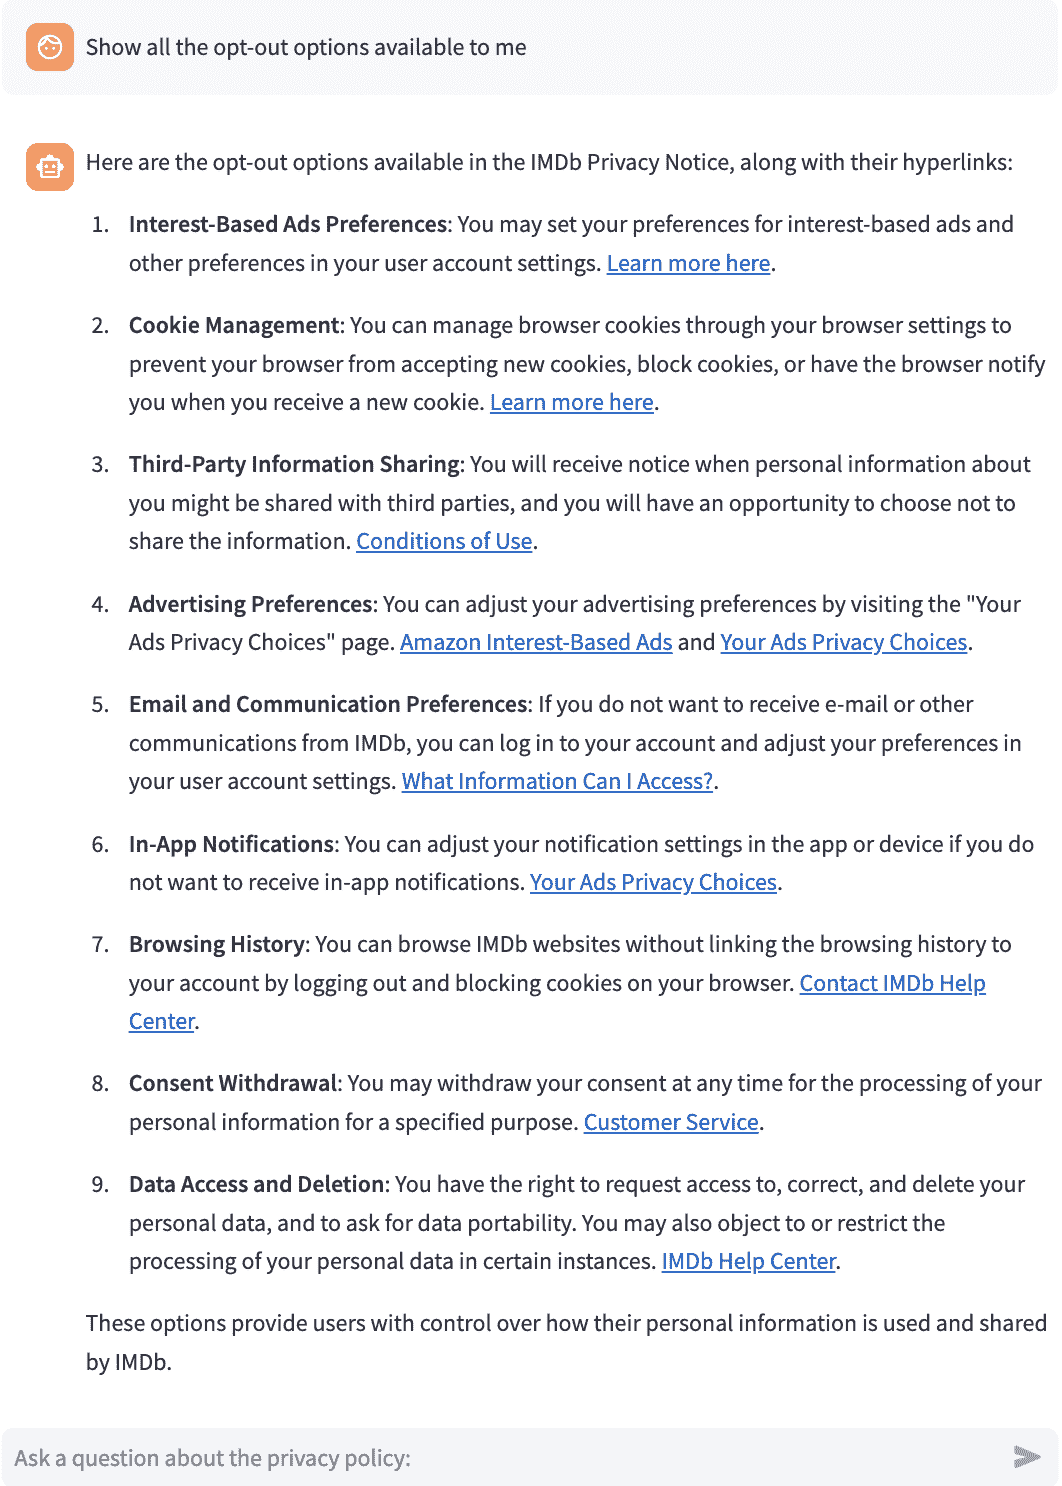 Show all the opt-out options available to me
Here are the opt-out options available in the IMDb Privacy Notice, along with their hyperlinks:
1. Interest-Based Ads Preferences: You may set your preferences for interest-based ads and
other preferences in your user account settings. Learn more here.
2. Cookie Management: You can manage browser cookies through your browser settings to
prevent your browser from accepting new cookies, block cookies, or have the browser notify
you when you receive a new cookie. Learn more here.
3. Third-Party Information Sharing: You will receive notice when personal information about
you might be shared with third parties, and you will have an opportunity to choose not to
share the information. Conditions of Use.
4. Advertising Preferences: You can adjust your advertising preferences by visiting the "Your
Ads Privacy Choices" page. Amazon Interest-Based Ads and Your Ads Privacy Choices.
5. Email and Communication Preferences: If you do not want to receive e-mail or other
communications from IMDb, you can log in to your account and adjust your preferences in
your user account settings. What Information Can I Access?.
6. In-App Notifications: You can adjust your notification settings in the app or device if you do
not want to receive in-app notifications. Your Ads Privacy Choices.
7. Browsing History: You can browse IMDb websites without linking the browsing history to
your account by logging out and blocking cookies on your browser. Contact IMDb Help
Center.
8. Consent Withdrawal: You may withdraw your consent at any time for the processing of your
personal information for a specified purpose. Customer Service.
9. Data Access and Deletion: You have the right to request access to, correct, and delete your
personal data, and to ask for data portability. You may also object to or restrict the
processing of your personal data in certain instances. IMDb Help Center.
These options provide users with control over how their personal information is used and shared
by IMDb.
Ask a question about the privacy policy: